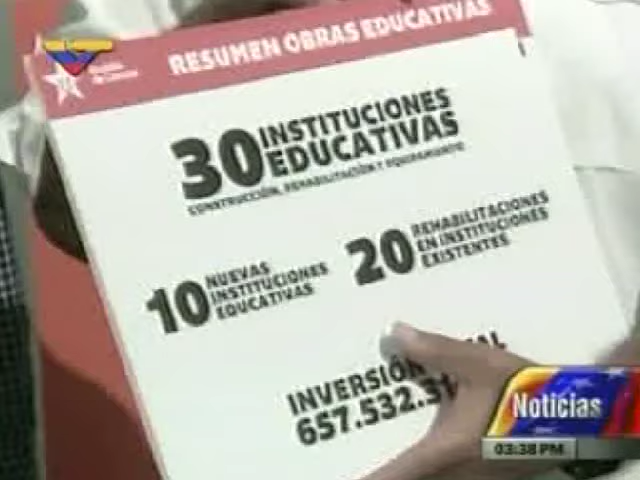 RESUMEN OBRAS EDUCATIVAS
30 INSTITUCIONES
EDUCATIVAS
CONSTRUCCIÓN, REHABILITACIÓN Y EQUIPAMIENTO
10 NUEVAS
INSTITUCIONES
EDUCATIVAS
20 REHABILITACIONES
EN INSTITUCIONES
EXISTENTES
INVERSIÓN
657.532.31
Noticias
03:38 PM